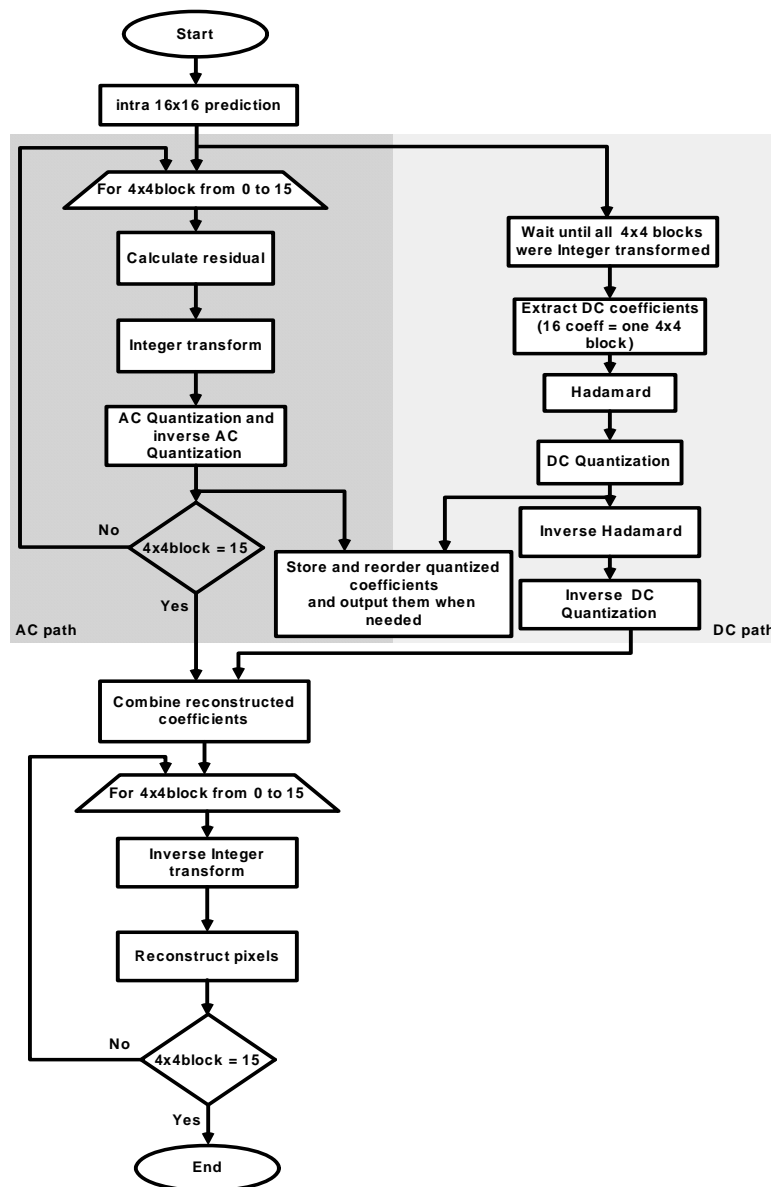 Start
intra 16x16 prediction
For 4x4block from 0 to 15
Calculate residual
Integer transform
AC Quantization and
inverse AC
Quantization
No
4x4block = 15
Yes
AC path
Wait until all 4x4 blocks
were Integer transformed
Extract DC coefficients
(16 coeff = one 4x4
block)
Hadamard
DC Quantization
Inverse Hadamard
Inverse DC
Quantization
DC path
Store and reorder quantized
coefficients
and output them when
needed
Combine reconstructed
coefficients
For 4x4block from 0 to 15
Inverse Integer
transform
Reconstruct pixels
No
4x4block = 15
Yes
End